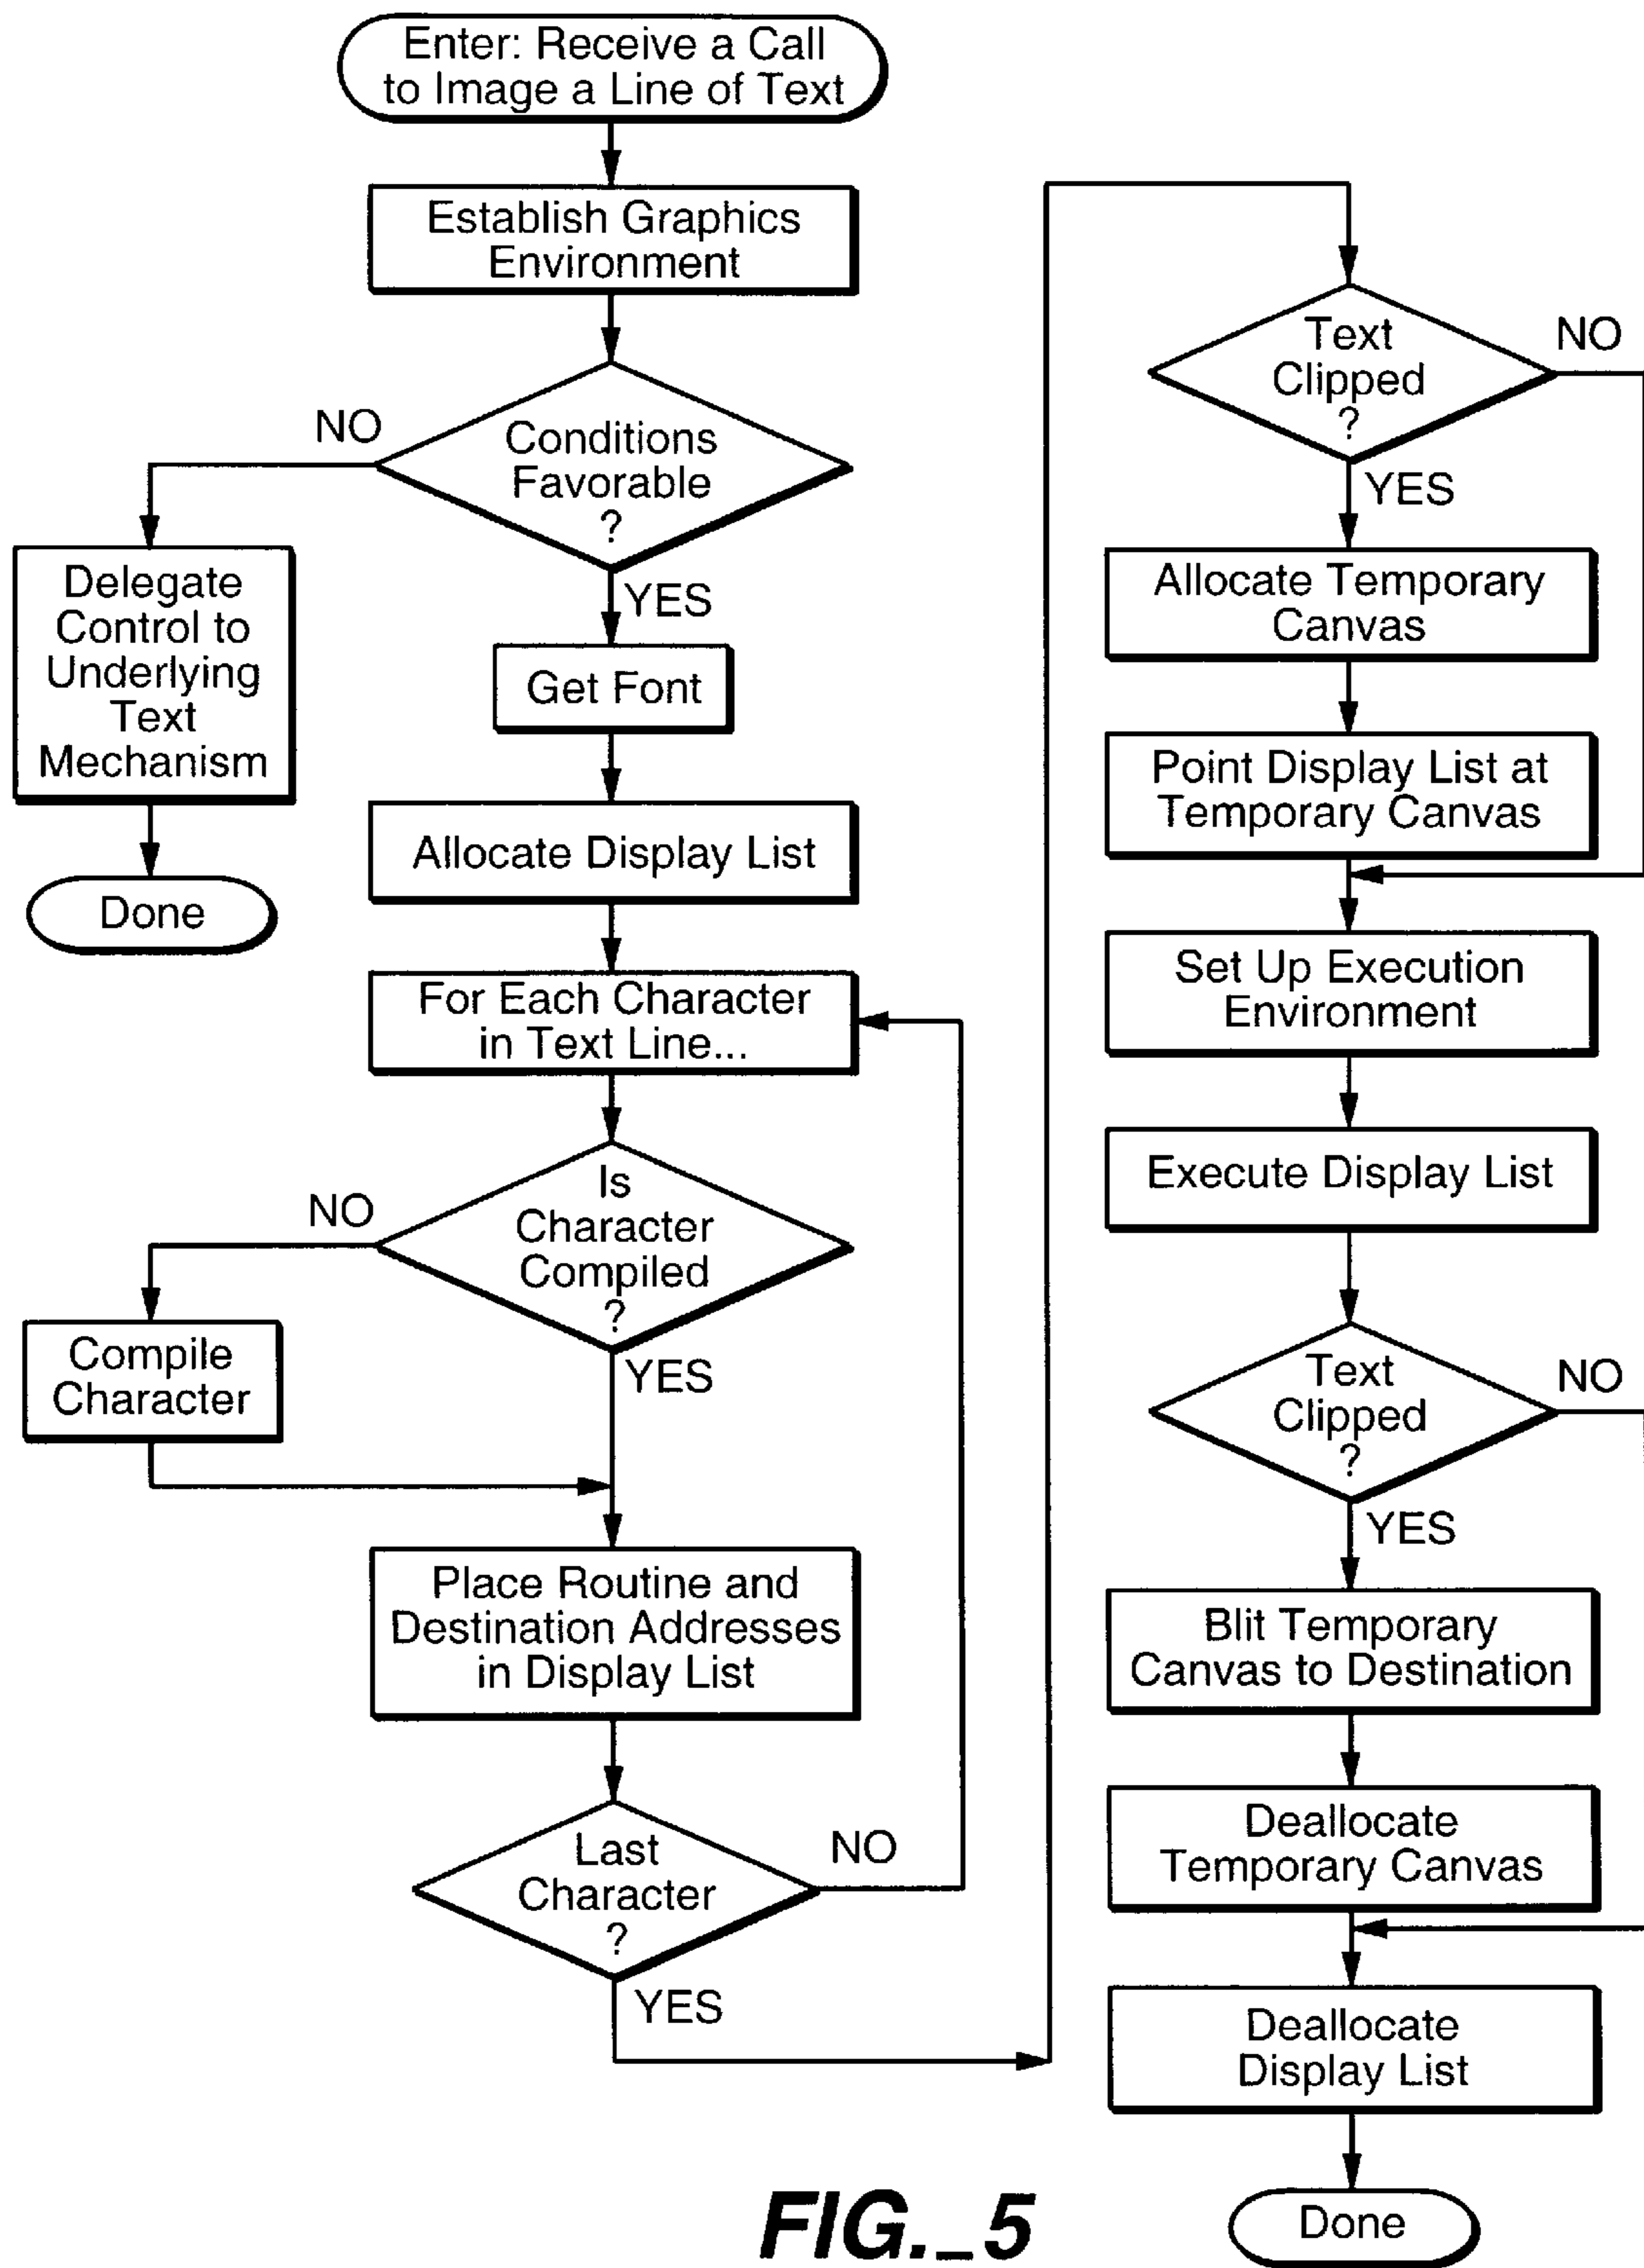 Enter: Receive a Call
to Image a Line of Text
Establish Graphics
Environment
Conditions
Favorable
?
NO
YES
Delegate
Control to
Underlying
Text
Mechanism
Done
Get Font
Allocate Display List
For Each Character
in Text Line...
Is
Character
Compiled
?
NO
YES
Compile
Character
Place Routine and
Destination Addresses
in Display List
Last
Character
?
NO
YES
Text
Clipped
?
NO
YES
Allocate Temporary
Canvas
Point Display List at
Temporary Canvas
Set Up Execution
Environment
Execute Display List
Text
Clipped
?
NO
YES
Blit Temporary
Canvas to Destination
Deallocate
Temporary Canvas
Deallocate
Display List
Done
FIG._5